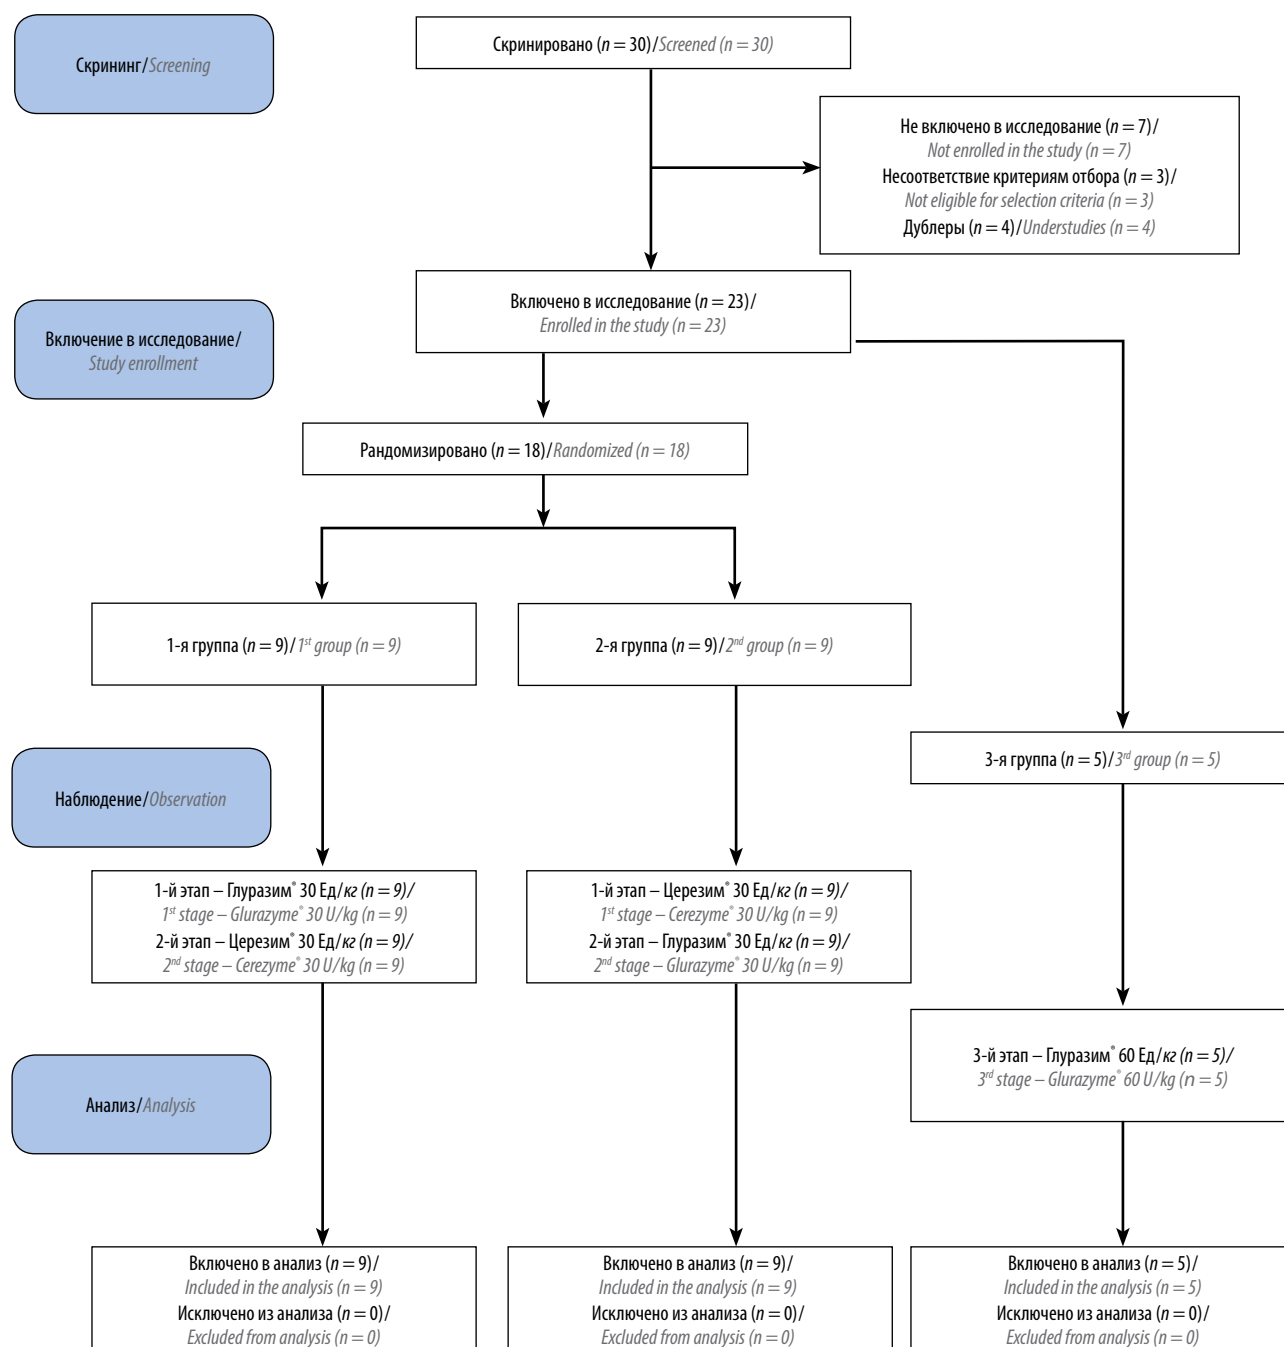 Скрининг/Screening
Скринировано (n = 30)/Screened (n = 30)
Не включено в исследование (n = 7)/
Not enrolled in the study (n = 7)
Несоответствие критериям отбора (n = 3)/
Not eligible for selection criteria (n = 3)
Дублеры (n = 4)/Understudies (n = 4)
Включение в исследование/
Study enrollment
Включено в исследование (n = 23)/
Enrolled in the study (n = 23)
Рандомизировано (n = 18)/Randomized (n = 18)
1-я группа (n = 9)/1st group (n = 9)
2-я группа (n = 9)/2nd group (n = 9)
3-я группа (n = 5)/3rd group (n = 5)
Наблюдение/Observation
1-й этап – Глуразим® 30 Ед/кг (n = 9)/
1st stage – Glurazyme® 30 U/kg (n = 9)
2-й этап – Церезим® 30 Ед/кг (n = 9)/
2nd stage – Cerezyme® 30 U/kg (n = 9)
1-й этап – Церезим® 30 Ед/кг (n = 9)/
1st stage – Cerezyme® 30 U/kg (n = 9)
2-й этап – Глуразим® 30 Ед/кг (n = 9)/
2nd stage – Glurazyme® 30 U/kg (n = 9)
3-й этап – Глуразим® 60 Ед/кг (n = 5)/
3rd stage – Glurazyme® 60 U/kg (n = 5)
Анализ/Analysis
Включено в анализ (n = 9)/
Included in the analysis (n = 9)
Исключено из анализа (n = 0)/
Excluded from analysis (n = 0)
Включено в анализ (n = 9)/
Included in the analysis (n = 9)
Исключено из анализа (n = 0)/
Excluded from analysis (n = 0)
Включено в анализ (n = 5)/
Included in the analysis (n = 5)
Исключено из анализа (n = 0)/
Excluded from analysis (n = 0)